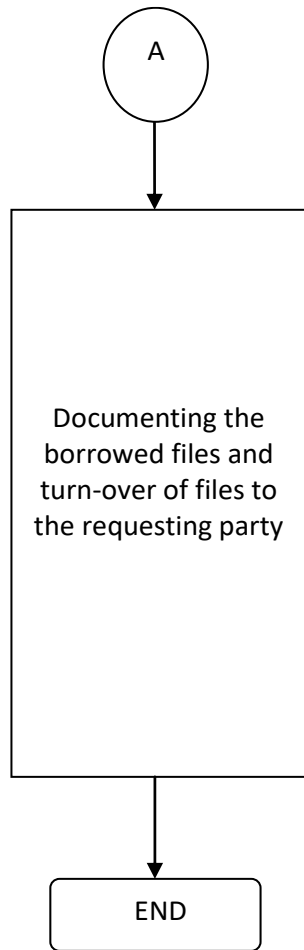 A
Documenting the
borrowed files and
turn-over of files to
the requesting party
END